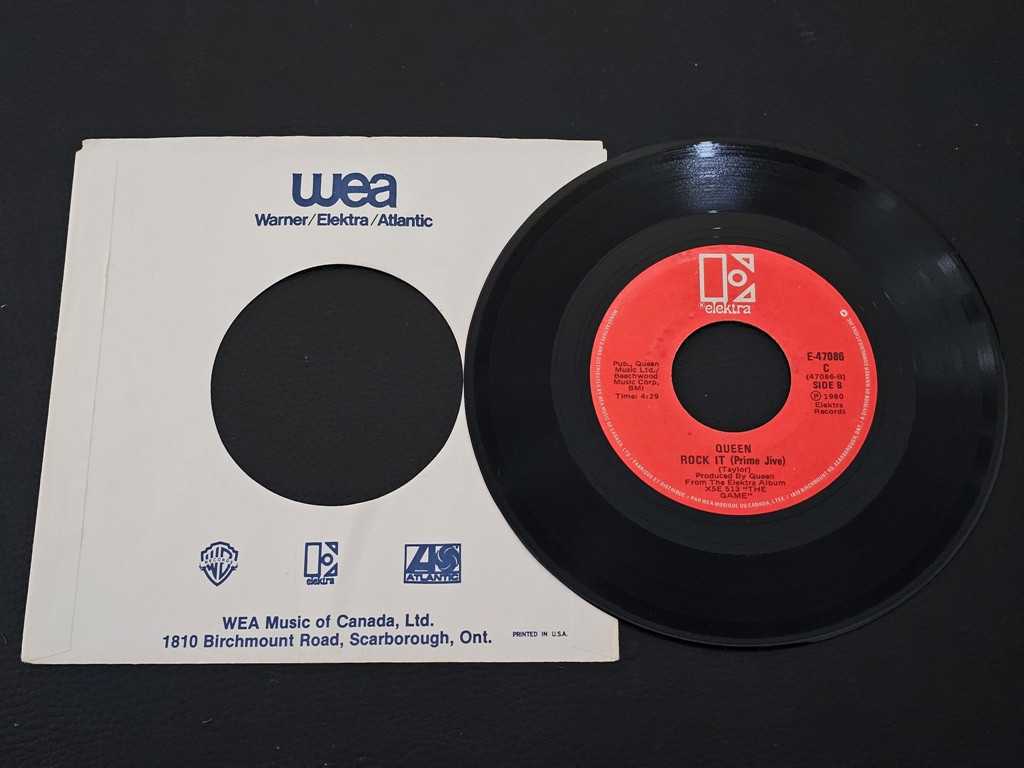 wea
Warner/Elektra/Atlantic
RECORDS
elektra
ATLANTIC
WEA Music of Canada, Ltd.
1810 Birchmount Road, Scarborough, Ont.
PRINTED IN U.S.A.
elektra
Pub., Queen
Music Ltd./
Beechwood
Music Corp.
BMI
Time: 4:29
E-47086
C
(47086-B)
SIDE B
Ⓟ 1980
Elektra
Records
QUEEN
ROCK IT (Prime Jive)
(Taylor)
Produced By Queen
From The Elektra Album
X5E 513 "THE
GAME"